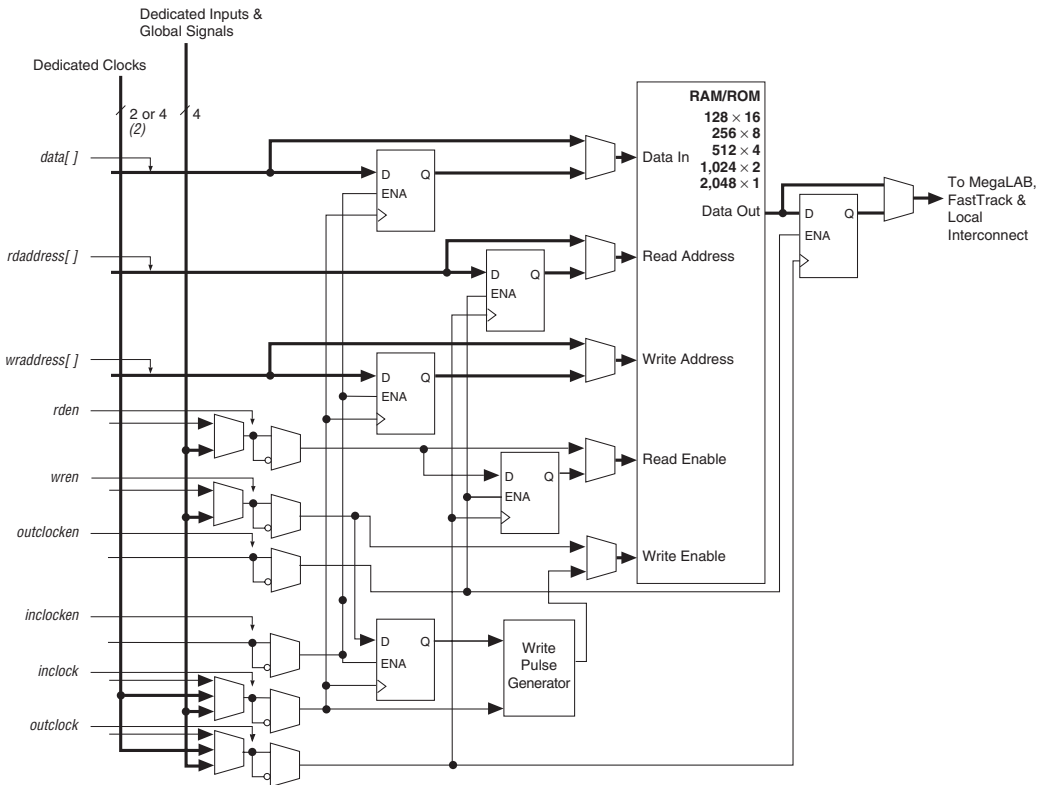 Dedicated Inputs &
Global Signals
Dedicated Clocks
2 or 4
(2)
4
data[ ]
rdaddress[ ]
wraddress[ ]
rden
wren
outclocken
inclocken
inclock
outclock
D
Q
ENA
D
Q
ENA
D
Q
ENA
D
Q
ENA
D
Q
ENA
Write
Pulse
Generator
RAM/ROM
128 × 16
256 × 8
512 × 4
1,024 × 2
2,048 × 1
Data In
Data Out
Read Address
Write Address
Read Enable
Write Enable
D
Q
ENA
To MegaLAB,
FastTrack &
Local
Interconnect